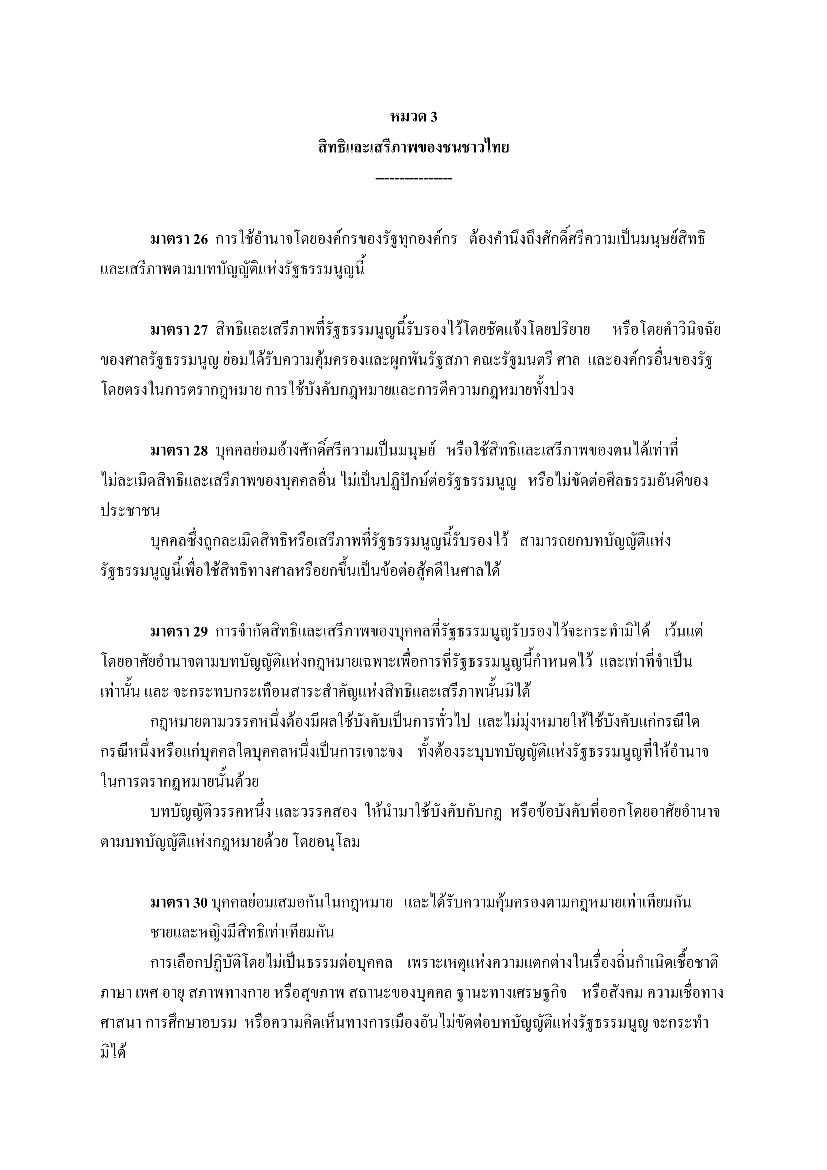 หมวด 3
สิทธิและเสรีภาพของชนชาวไทย
----------------
มาตรา 26 การใช้อำนาจโดยองค์กรของรัฐทุกองค์กร ต้องคำนึงถึงศักดิ์ศรีความเป็นมนุษย์สิทธิ
และเสรีภาพตามบทบัญญัติแห่งรัฐธรรมนูญนี้
มาตรา 27 สิทธิและเสรีภาพที่รัฐธรรมนูญนี้รับรองไว้โดยชัดแจ้งโดยปริยาย หรือโดยคำวินิจฉัย
ของศาลรัฐธรรมนูญ ย่อมได้รับความคุ้มครองและผูกพันรัฐสภา คณะรัฐมนตรี ศาล และองค์กรอื่นของรัฐ
โดยตรงในการตรากฎหมาย การใช้บังคับกฎหมายและการตีความกฎหมายทั้งปวง
มาตรา 28 บุคคลย่อมอ้างศักดิ์ศรีความเป็นมนุษย์ หรือใช้สิทธิและเสรีภาพของตนได้เท่าที่
ไม่ละเมิดสิทธิและเสรีภาพของบุคคลอื่น ไม่เป็นปฏิปักษ์ต่อรัฐธรรมนูญ หรือไม่ขัดต่อศีลธรรมอันดีของ
ประชาชน
บุคคลซึ่งถูกละเมิดสิทธิหรือเสรีภาพที่รัฐธรรมนูญนี้รับรองไว้ สามารถยกบทบัญญัติแห่ง
รัฐธรรมนูญนี้เพื่อใช้สิทธิทางศาลหรือยกขึ้นเป็นข้อต่อสู้คดีในศาลได้
มาตรา 29 การจำกัดสิทธิและเสรีภาพของบุคคลที่รัฐธรรมนูญรับรองไว้จะกระทำมิได้ เว้นแต่
โดยอาศัยอำนาจตามบทบัญญัติแห่งกฎหมายเฉพาะเพื่อการที่รัฐธรรมนูญนี้กำหนดไว้ และเท่าที่จำเป็น
เท่านั้น และ จะกระทบกระเทือนสาระสำคัญแห่งสิทธิและเสรีภาพนั้นมิได้
กฎหมายตามวรรคหนึ่งต้องมีผลใช้บังคับเป็นการทั่วไป และไม่มุ่งหมายให้ใช้บังคับแก่กรณีใด
กรณีหนึ่งหรือแก่บุคคลใดบุคคลหนึ่งเป็นการเจาะจง ทั้งต้องระบุบทบัญญัติแห่งรัฐธรรมนูญที่ให้อำนาจ
ในการตรากฎหมายนั้นด้วย
บทบัญญัติวรรคหนึ่ง และวรรคสอง ให้นำมาใช้บังคับกับกฎ หรือข้อบังคับที่ออกโดยอาศัยอำนาจ
ตามบทบัญญัติแห่งกฎหมายด้วย โดยอนุโลม
มาตรา 30 บุคคลย่อมเสมอกันในกฎหมาย และได้รับความคุ้มครองตามกฎหมายเท่าเทียมกัน
ชายและหญิงมีสิทธิเท่าเทียมกัน
การเลือกปฏิบัติโดยไม่เป็นธรรมต่อบุคคล เพราะเหตุแห่งความแตกต่างในเรื่องถิ่นกำเนิดเชื้อชาติ
ภาษา เพศ อายุ สภาพทางกาย หรือสุขภาพ สถานะของบุคคล ฐานะทางเศรษฐกิจ หรือสังคม ความเชื่อทาง
ศาสนา การศึกษาอบรม หรือความคิดเห็นทางการเมืองอันไม่ขัดต่อบทบัญญัติแห่งรัฐธรรมนูญ จะกระทำ
มิได้